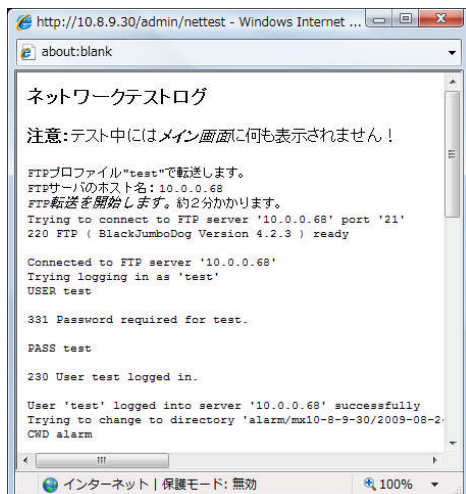 http://10.8.9.30/admin/nettest - Windows Internet ...
about:blank
ネットワークテストログ
注意:テスト中にはメイン画面に何も表示されません！
FTPプロファイル"test"で転送します。
FTPサーバのホスト名：10.0.0.68
FTP転送を開始します。約２分かかります。
Trying to connect to FTP server '10.0.0.68' port '21'
220 FTP ( BlackJumboDog Version 4.2.3 ) ready
Connected to FTP server '10.0.0.68'
Trying logging in as 'test'
USER test
331 Password required for test.
PASS test
230 User test logged in.
User 'test' logged into server '10.0.0.68' successfully
Trying to change to directory 'alarm/mx10-8-9-30/2009-08-2
CWD alarm
インターネット | 保護モード: 無効
100%